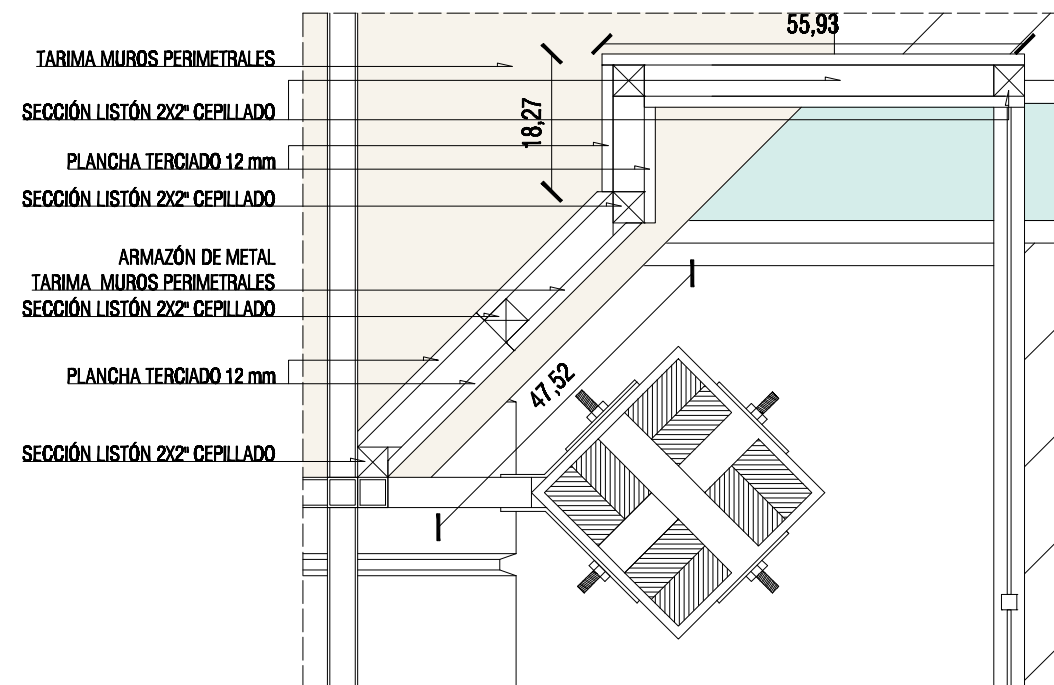 55,93
TARIMA MUROS PERIMETRALES
18,27
SECCIÓN LISTÓN 2X2" CEPILLADO
PLANCHA TERCIADO 12 mm
SECCIÓN LISTÓN 2X2" CEPILLADO
ARMAZÓN DE METAL
TARIMA MUROS PERIMETRALES
SECCIÓN LISTÓN 2X2" CEPILLADO
PLANCHA TERCIADO 12 mm
47,52
SECCIÓN LISTÓN 2X2" CEPILLADO